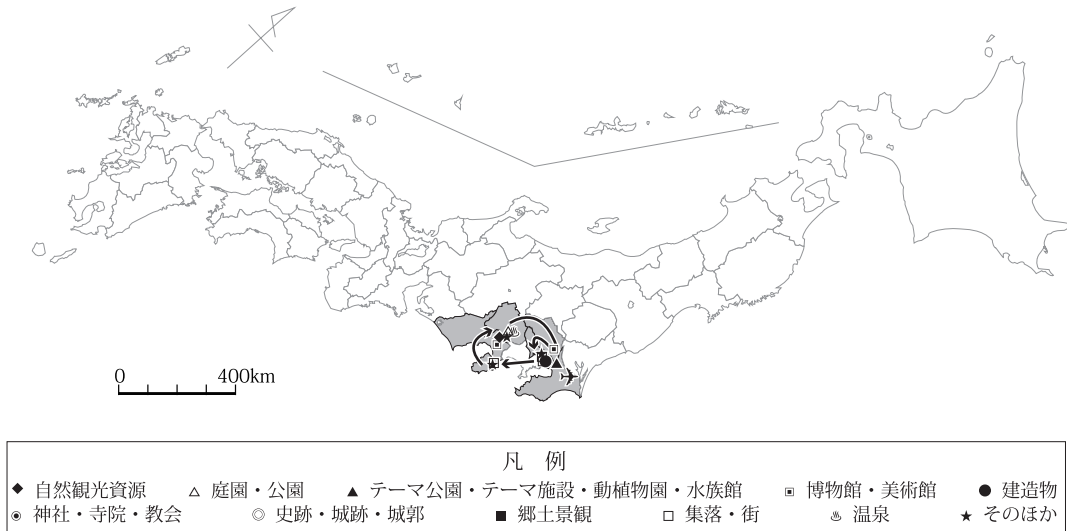 0 400km
凡 例
◆ 自然観光資源 △ 庭園・公園 ▲ テーマ公園・テーマ施設・動植物園・水族館 ▣ 博物館・美術館 ● 建造物
◉ 神社・寺院・教会 ◎ 史跡・城跡・城郭 ■ 郷土景観 □ 集落・街 ♨ 温泉 ★ そのほか